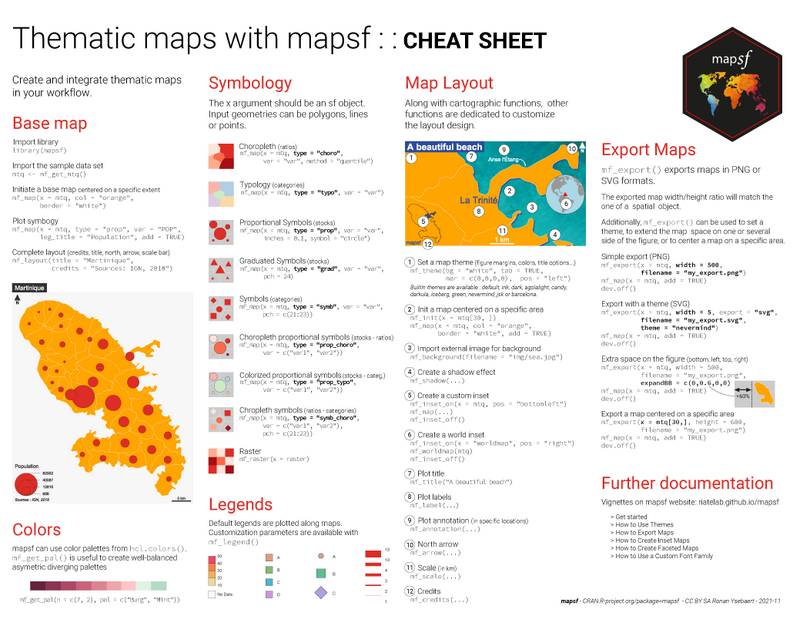 Thematic maps with mapsf : : CHEAT SHEET
mapsf
Create and integrate thematic maps
in your workflow.
Base map
Import library
library(mapsf)
Import the sample data set
mtq <- mf_get_mtq()
Initiate a base map centered on a specific extent
mf_map(x = mtq, col = "orange",
border = "white")
Plot symbogy
mf_map(x = mtq, type = "prop", var = "POP",
leg_title = "Population", add = TRUE)
Complete layout (credits, title, north, arrow, scale bar)
mf_layout(title = "Martinique",
credits = "Sources: IGN, 2018")
Martinique
Population
Sources : IGN, 2018
5 km
Colors
mapsf can use color palettes from hcl.colors().
mf_get_pal() is useful to create well-balanced
asymetric diverging palettes
mf_get_pal(n = c(7, 2), pal = c("Burg", "Mint"))
Symbology
The x argument should be an sf object.
Input geometries can be polygons, lines
or points.
Choropleth (ratios)
mf_map(x = mtq, type = "choro",
var = "var", method = "quantile")
Typology (categories)
mf_map(x = mtq, type = "typo", var = "var")
Proportional Symbols (stocks)
mf_map(x = mtq, type = "prop", var = "var",
inches = 0.1, symbol = "circle")
Graduated Symbols (stocks)
mf_map(x = mtq, type = "grad", var = "var",
pch = 24)
Symbols (categories)
mf_map(x = mtq, type = "symb", var = "var",
pch = c(21:23))
Choropleth proportional symbols (stocks - ratios)
mf_map(x = mtq, type = "prop_choro",
var = c("var1", "var2"))
Colorized proportional symbols (stocks - categ.)
mf_map(x = mtq, type = "prop_typo",
var = c("var1", "var2"))
Chropleth symbols (ratios - categories)
mf_map(x = mtq, type = "symb_choro",
var = c("var1", "var2"),
pch = c(21:23))
Raster
mf_raster(x = raster)
Legends
Default legends are plotted along maps.
Customization parameters are available with
mf_legend()
No Data
A
B
C
D
A
B
C
Map Layout
Along with cartographic functions, other
functions are dedicated to customize
the layout design.
A beautiful beach
Anse l'étang
La Trinité
1 km
1 Set a map theme (figure margins, colors, title options...)
mf_theme(bg = "white", tab = TRUE,
mar = c(0,0,0,0), pos = "left")
Builtin themes are available : default, ink, dark, agolalight, candy,
darkula, iceberg, green, nevermind, jsk or barcelona.
2 Init a map centered on a specific area
mf_init(x = mtq[30, ])
mf_map(x = mtq, col = "orange",
border = "white", add = TRUE)
3 Import external image for background
mf_background(filename = "img/sea.jpg")
4 Create a shadow effect
mf_shadow(...)
5 Create a custom inset
mf_inset_on(x = mtq, pos = "bottomleft")
mf_map(...)
mf_inset_off()
6 Create a world inset
mf_inset_on(x = "worldmap", pos = "right")
mf_worldmap(mtq)
mf_inset_off()
7 Plot title
mf_title("A beautiful beach")
8 Plot labels
mf_label(...)
9 Plot annotation (in specific locations)
mf_annotation(...)
10 North arrow
mf_arrow(...)
11 Scale (in km)
mf_scale(...)
12 Credits
mf_credits(...)
Export Maps
mf_export() exports maps in PNG or
SVG formats.
The exported map width/height ratio will match the
one of a spatial object.
Additionally, mf_export() can be used to set a
theme, to extend the map space on one or several
side of the figure, or to center a map on a specific area.
Simple export (PNG)
mf_export(x = mtq, width = 500,
filename = "my_export.png")
mf_map(x = mtq, add = TRUE)
dev.off()
Export with a theme (SVG)
mf_export(x = mtq, width = 5, export = "svg",
filename = "my_export.svg",
theme = "nevermind")
mf_map(x = mtq, add = TRUE)
dev.off()
Extra space on the figure (bottom, left, top, right)
mf_export(x = mtq, width = 500,
filename = "my_export.png",
expandBB = c(0,0.6,0,0)
mf_map(x = mtq, add = TRUE)
dev.off()
+60%
Export a map centered on a specific area
mf_export(x = mtq[30,], height = 600,
filename = "my_export.png")
mf_map(x = mtq, add = TRUE)
dev.off()
Further documentation
Vignettes on mapsf website: riatelab.github.io/mapsf
> Get started
> How to Use Themes
> How to Export Maps
> How to Create Inset Maps
> How to Create Faceted Maps
> How to Use a Custom Font Family
mapsf - CRAN.R-project.org/package=mapsf - CC BY SA Ronan Ysebaert - 2021-11